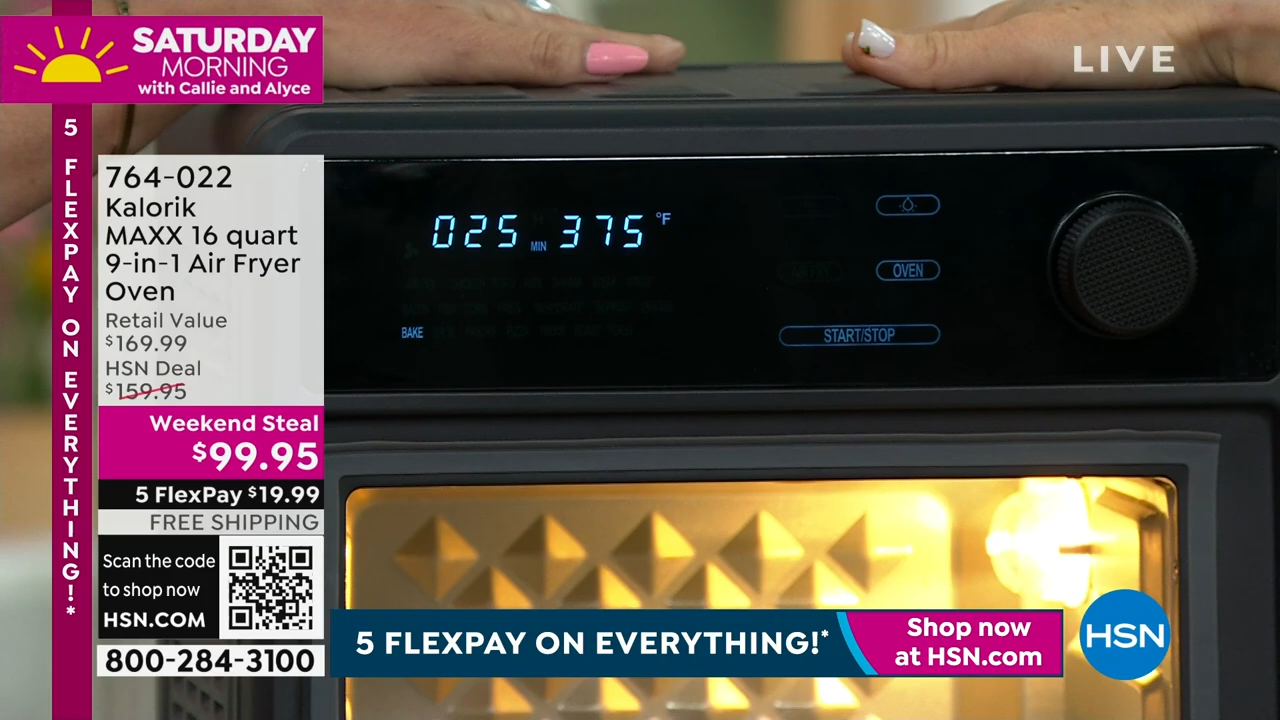 SATURDAY
MORNING
with Callie and Alyce
LIVE
5 FLEXPAY ON EVERYTHING!*
764-022
Kalorik
MAXX 16 quart
9-in-1 Air Fryer
Oven
Retail Value
$169.99
HSN Deal
$159.95
Weekend Steal
$99.95
5 FlexPay $19.99
FREE SHIPPING
Scan the code
to shop now
HSN.COM
800-284-3100
025 MIN 375 °F
OVEN
BAKE
START/STOP
5 FLEXPAY ON EVERYTHING!*
Shop now
at HSN.com
HSN